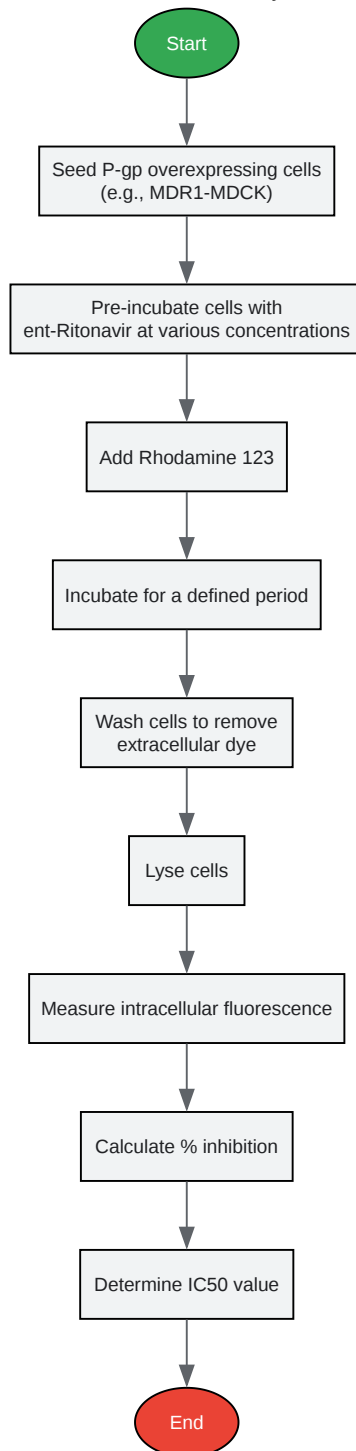 Start
Seed P-gp overexpressing cells
(e.g., MDR1-MDCK)
Pre-incubate cells with
ent-Ritonavir at various concentrations
Add Rhodamine 123
Incubate for a defined period
Wash cells to remove
extracellular dye
Lyse cells
Measure intracellular fluorescence
Calculate % inhibition
Determine IC50 value
End